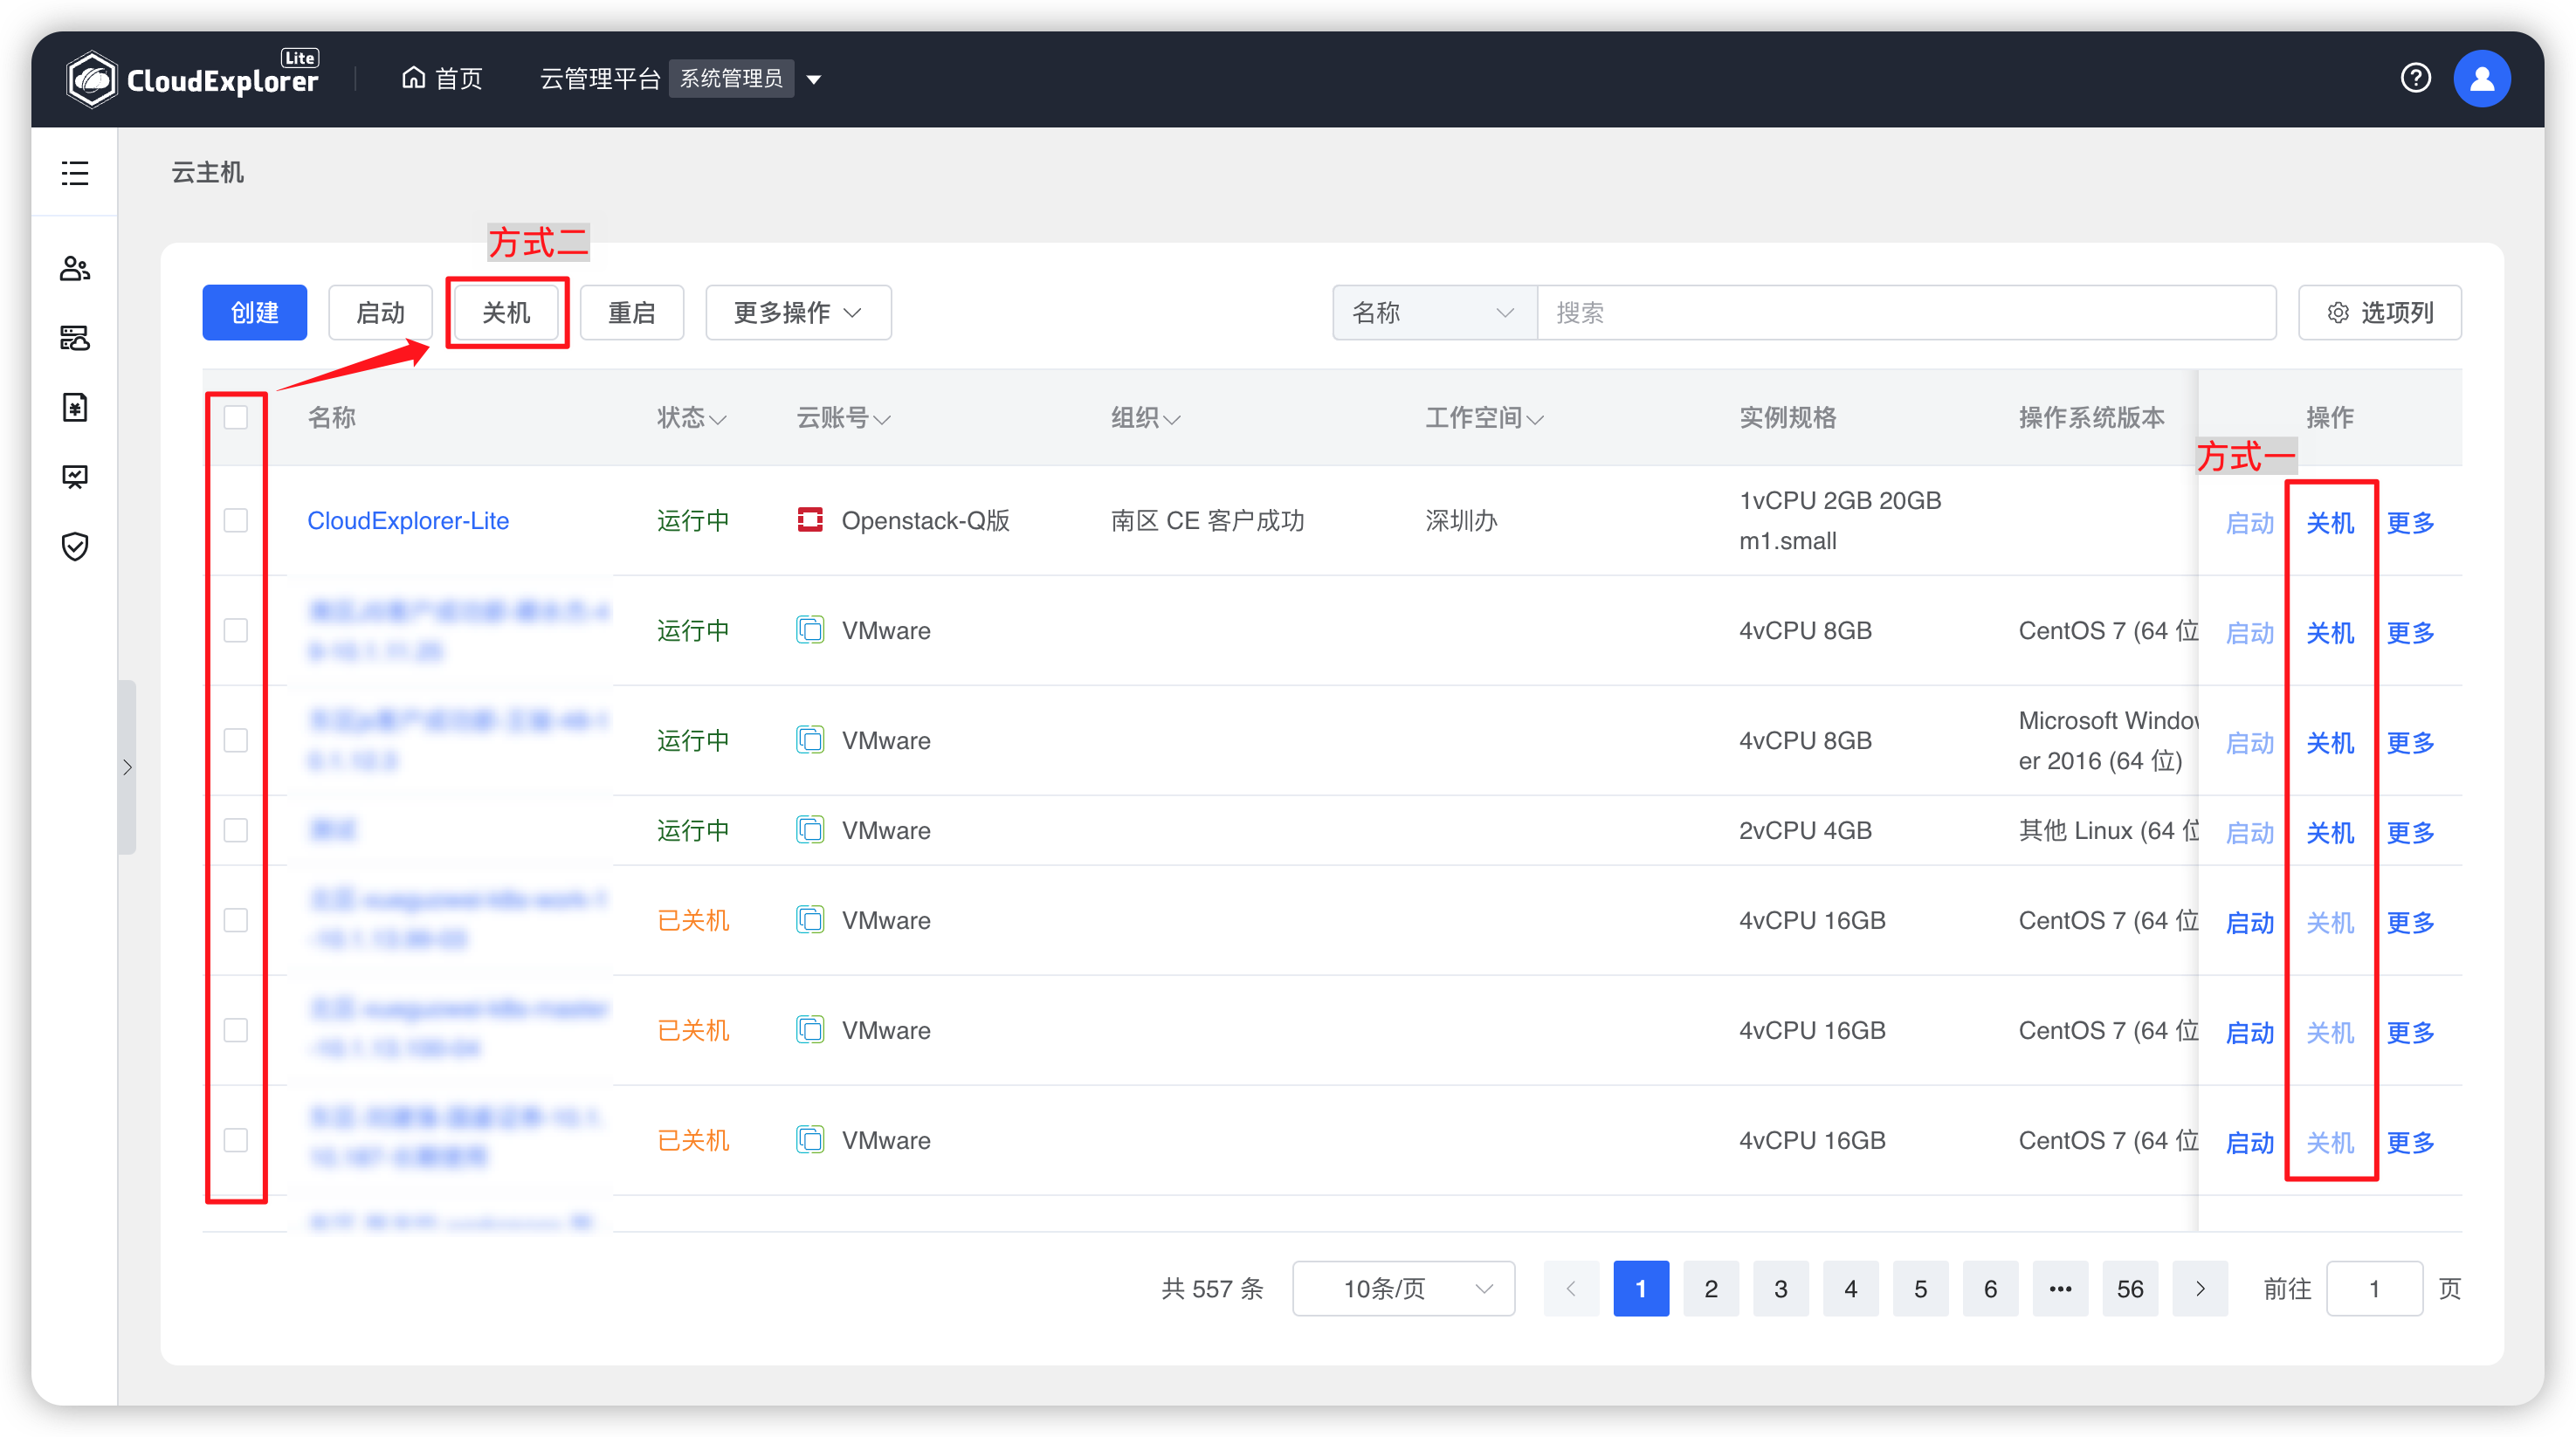 CloudExplorer Lite
首页
云管理平台 系统管理员
云主机
方式二
创建 启动 关机 重启 更多操作 名称 搜索 选项列
名称 状态 云账号 组织 工作空间 实例规格 操作系统版本 操作
方式一
CloudExplorer-Lite 运行中 Openstack-Q版 南区 CE 客户成功 深圳办 1vCPU 2GB 20GB
m1.small
启动 关机 更多
运行中 VMware 4vCPU 8GB CentOS 7 (64 位 启动 关机 更多
运行中 VMware 4vCPU 8GB Microsoft Window
er 2016 (64 位)
启动 关机 更多
运行中 VMware 2vCPU 4GB 其他 Linux (64 位 启动 关机 更多
已关机 VMware 4vCPU 16GB CentOS 7 (64 位 启动 关机 更多
已关机 VMware 4vCPU 16GB CentOS 7 (64 位 启动 关机 更多
已关机 VMware 4vCPU 16GB CentOS 7 (64 位 启动 关机 更多
共 557 条 10条/页 1 2 3 4 5 6 ••• 56 前往 1 页